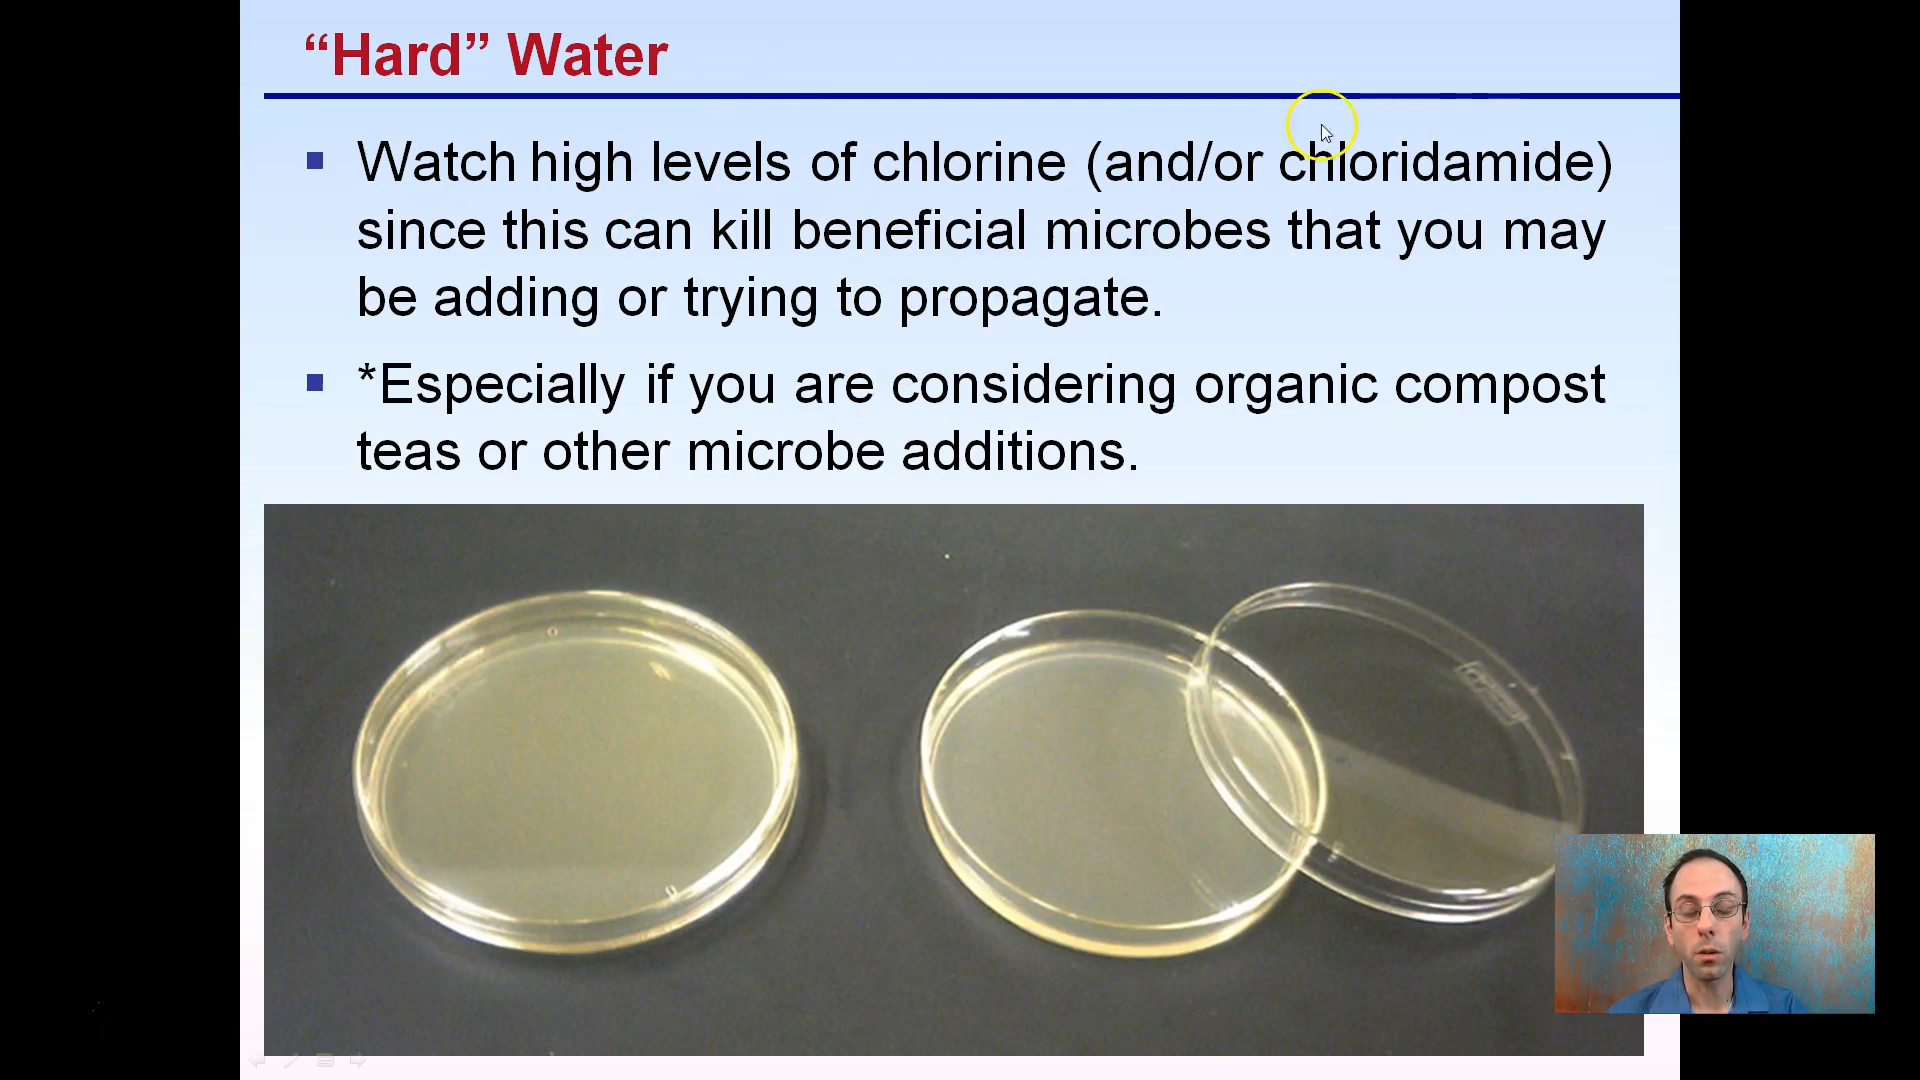 “Hard” Water
Watch high levels of chlorine (and/or chloridamide)
since this can kill beneficial microbes that you may
be adding or trying to propagate.
*Especially if you are considering organic compost
teas or other microbe additions.